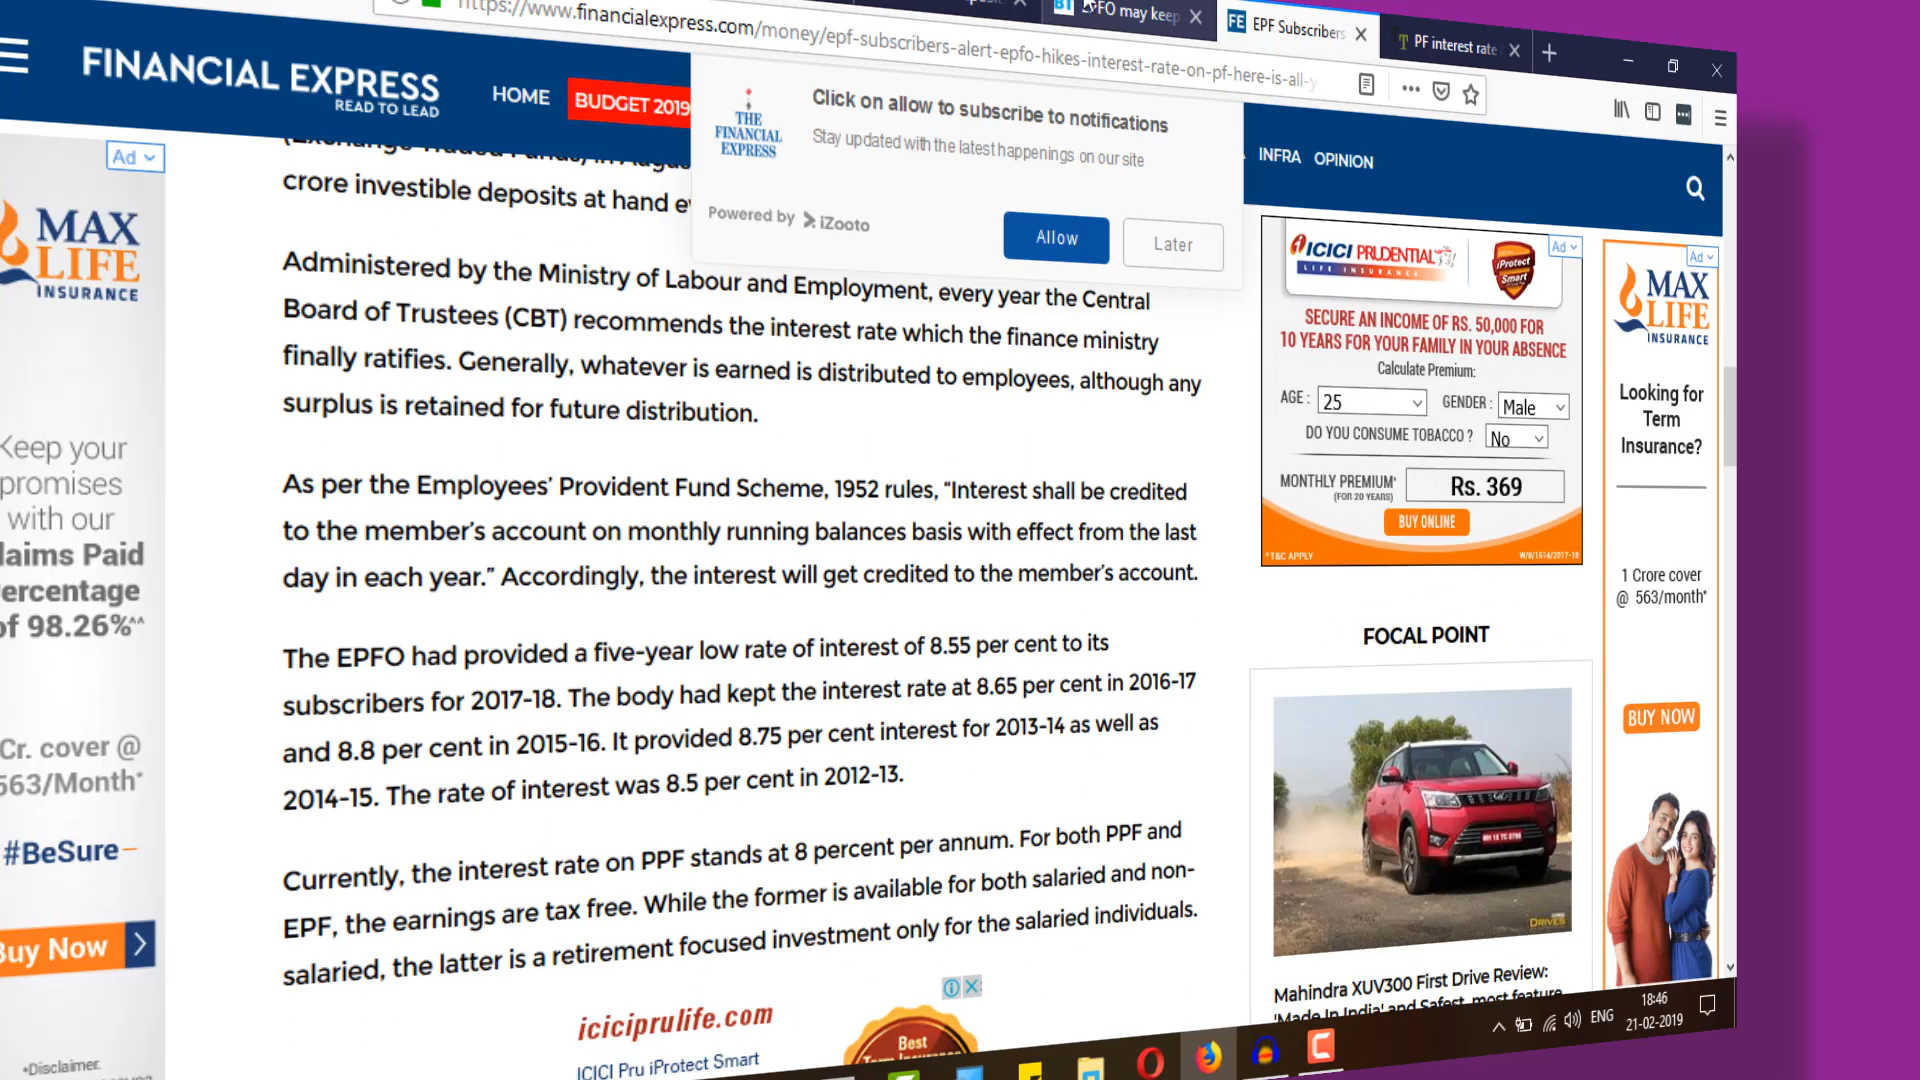 https://www.financialexpress.com/money/epf-subscribers-alert-epfo-hikes-interest-rate-on-pf-here-is-all-y
FO may keep
FE EPF Subscribers
PF interest rate
FINANCIAL EXPRESS
READ TO LEAD
HOME
BUDGET 2019
INFRA OPINION
THE
FINANCIAL
EXPRESS
Click on allow to subscribe to notifications
Stay updated with the latest happenings on our site
Powered by iZooto
Allow
Later
Ad
MAX
LIFE
INSURANCE
Keep your
promises
with our
laims Paid
ercentage
of 98.26%^^
Cr. cover @
563/Month*
#BeSure
Buy Now
*Disclaimer.
crore investible deposits at hand
Administered by the Ministry of Labour and Employment, every year the Central
Board of Trustees (CBT) recommends the interest rate which the finance ministry
finally ratifies. Generally, whatever is earned is distributed to employees, although any
surplus is retained for future distribution.
As per the Employees’ Provident Fund Scheme, 1952 rules, “Interest shall be credited
to the member’s account on monthly running balances basis with effect from the last
day in each year.” Accordingly, the interest will get credited to the member’s account.
The EPFO had provided a five-year low rate of interest of 8.55 per cent to its
subscribers for 2017-18. The body had kept the interest rate at 8.65 per cent in 2016-17
and 8.8 per cent in 2015-16. It provided 8.75 per cent interest for 2013-14 as well as
2014-15. The rate of interest was 8.5 per cent in 2012-13.
Currently, the interest rate on PPF stands at 8 percent per annum. For both PPF and
EPF, the earnings are tax free. While the former is available for both salaried and non-
salaried, the latter is a retirement focused investment only for the salaried individuals.
iciciprulife.com
ICICI Pru iProtect Smart
Best
Ad
ICICI PRUDENTIAL
LIFE INSURANCE
iProtect
Smart
SECURE AN INCOME OF RS. 50,000 FOR
10 YEARS FOR YOUR FAMILY IN YOUR ABSENCE
Calculate Premium:
AGE : 25 GENDER : Male
DO YOU CONSUME TOBACCO ? No
MONTHLY PREMIUM* Rs. 369
(FOR 20 YEARS)
BUY ONLINE
*T&C APPLY
W/II/1514/2017-18
FOCAL POINT
DRIVES
Mahindra XUV300 First Drive Review:
'Made In India' and Safest, most feature
Ad
MAX
LIFE
INSURANCE
Looking for
Term
Insurance?
1 Crore cover
@ 563/month*
BUY NOW
ENG
18:46
21-02-2019